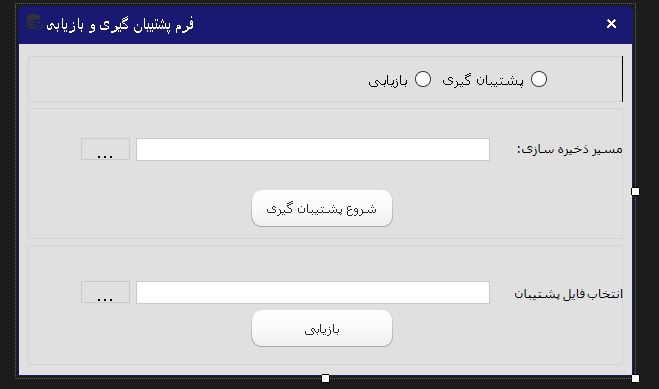 فرم پشتیبان گیری و بازیابی
پشتیبان گیری
بازیابی
مسیر ذخیره سازی:
...
شروع پشتیبان گیری
انتخاب فایل پشتیبان
...
بازیابی